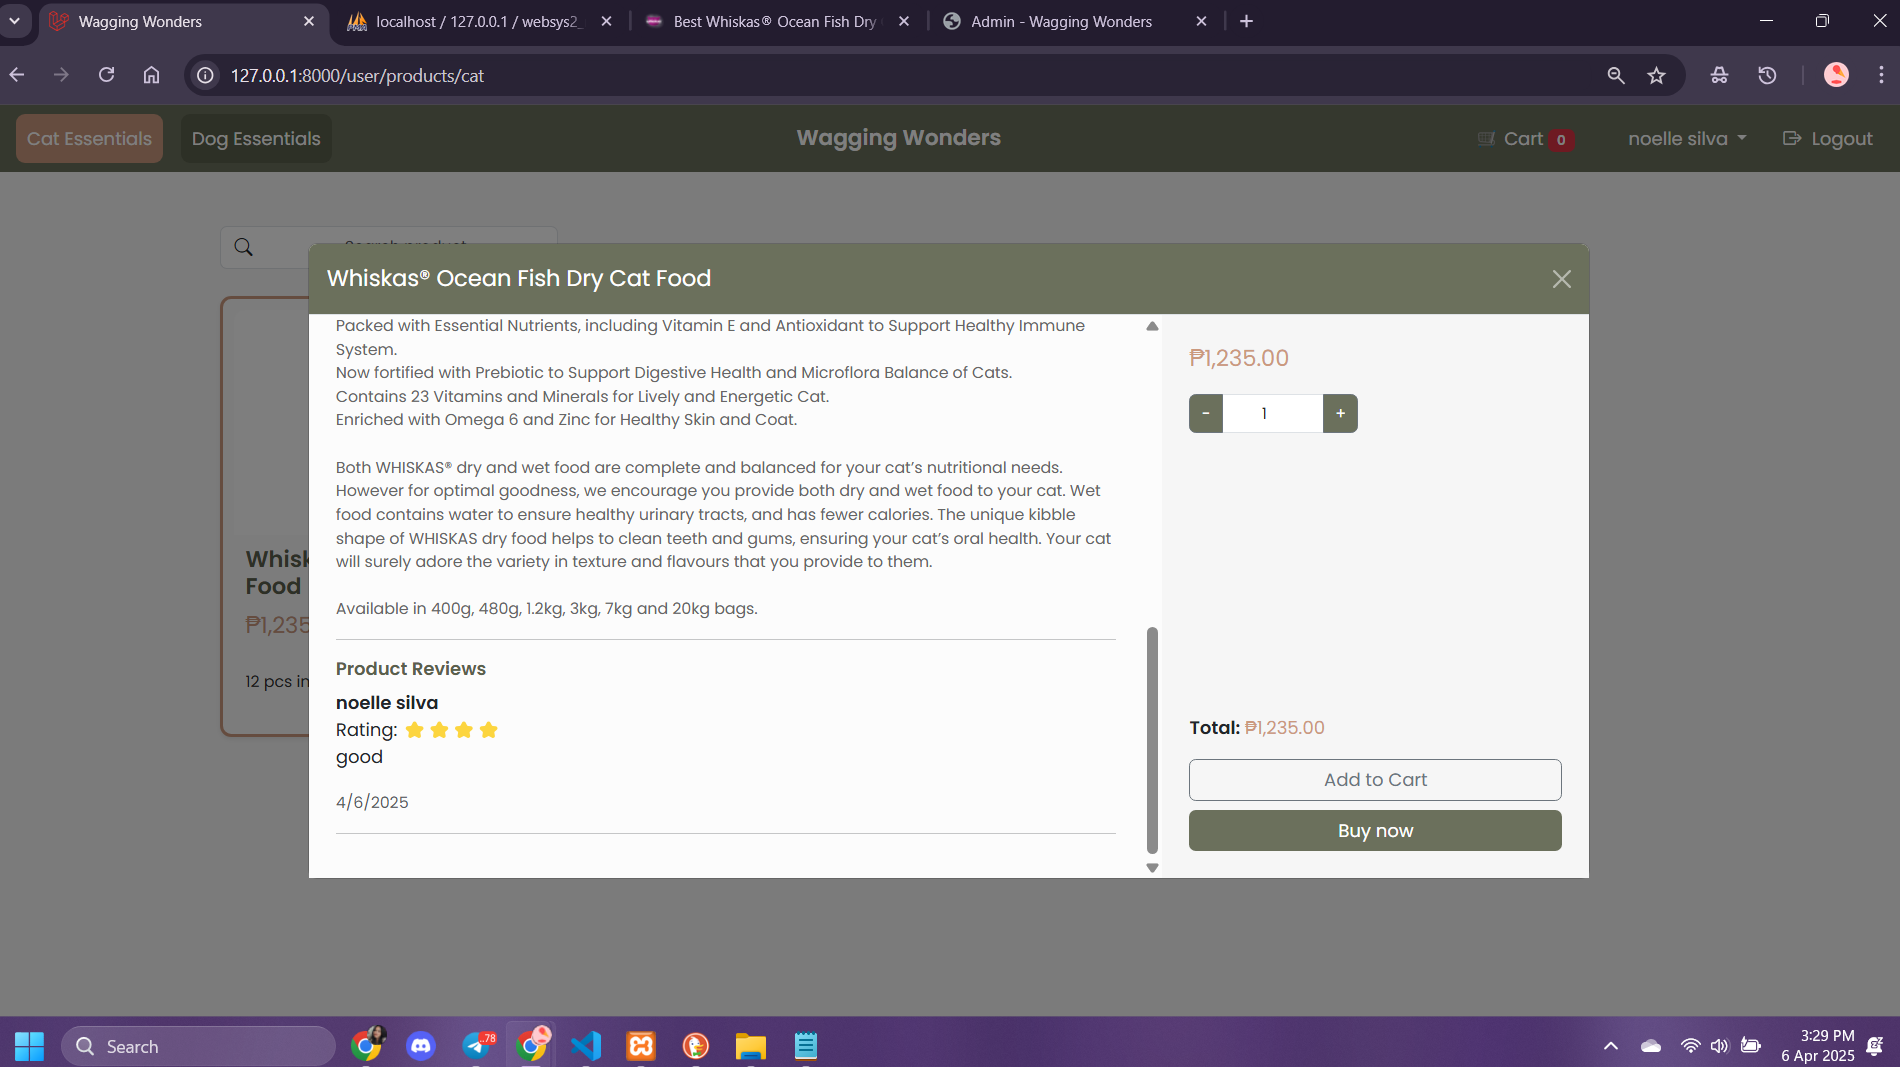 Wagging Wonders
localhost / 127.0.0.1 / websys2_
Best Whiskas® Ocean Fish Dry
Admin - Wagging Wonders
127.0.0.1:8000/user/products/cat
Cat Essentials
Dog Essentials
Wagging Wonders
Cart 0
noelle silva
Logout
Search product
Whiskas® Ocean Fish Dry Cat Food
Packed with Essential Nutrients, including Vitamin E and Antioxidant to Support Healthy Immune
System.
Now fortified with Prebiotic to Support Digestive Health and Microflora Balance of Cats.
Contains 23 Vitamins and Minerals for Lively and Energetic Cat.
Enriched with Omega 6 and Zinc for Healthy Skin and Coat.
Both WHISKAS® dry and wet food are complete and balanced for your cat’s nutritional needs.
However for optimal goodness, we encourage you provide both dry and wet food to your cat. Wet
food contains water to ensure healthy urinary tracts, and has fewer calories. The unique kibble
shape of WHISKAS dry food helps to clean teeth and gums, ensuring your cat’s oral health. Your cat
will surely adore the variety in texture and flavours that you provide to them.
Available in 400g, 480g, 1.2kg, 3kg, 7kg and 20kg bags.
Product Reviews
noelle silva
Rating:
good
4/6/2025
₱1,235.00
- 1 +
Total: ₱1,235.00
Add to Cart
Buy now
Whisk
Food
₱1,235
12 pcs in
Search
..78
3:29 PM
6 Apr 2025